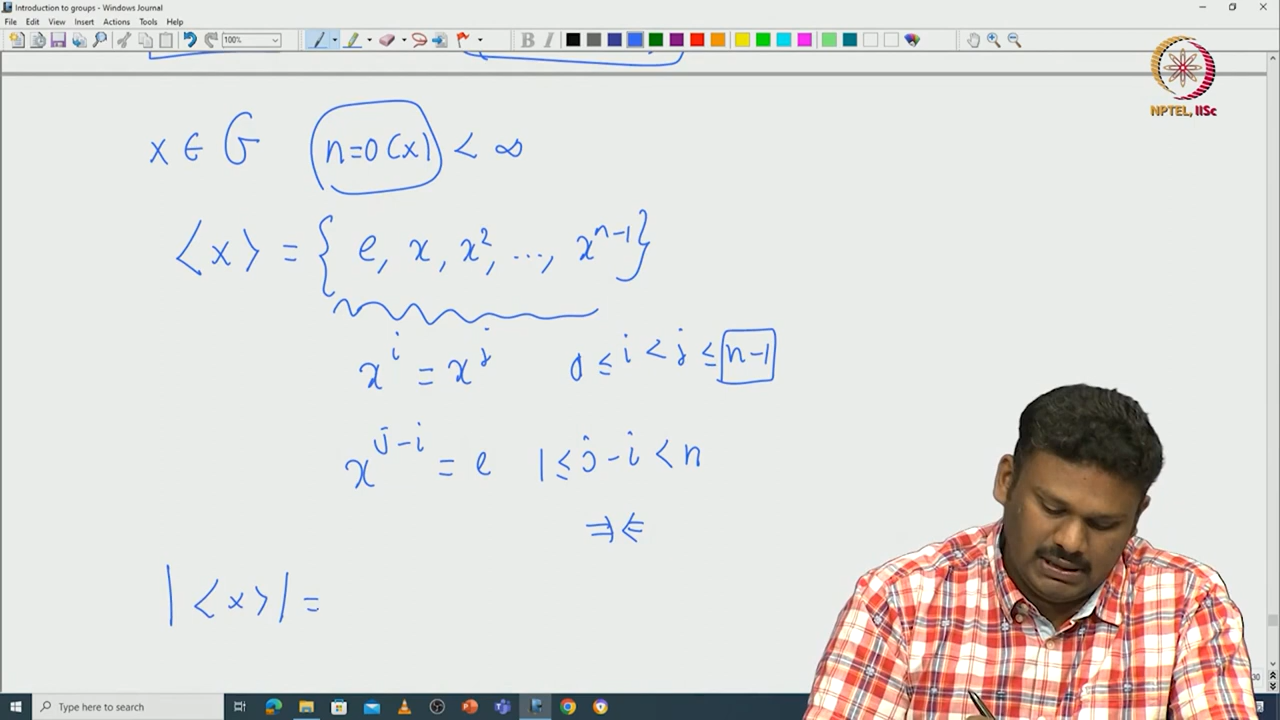 Introduction to groups - Windows Journal
File Edit View Insert Actions Tools Help
100%
B I
NPTEL, IISc
x ∈ G n=o(x) < ∞
<x> = { e, x, x², ..., xⁿ⁻¹}
xⁱ = xʲ 0 ≤ i < j ≤ n-1
xʲ⁻ⁱ = e 1 ≤ j-i < n
⇒⇐
|<x>| =
30
Type here to search